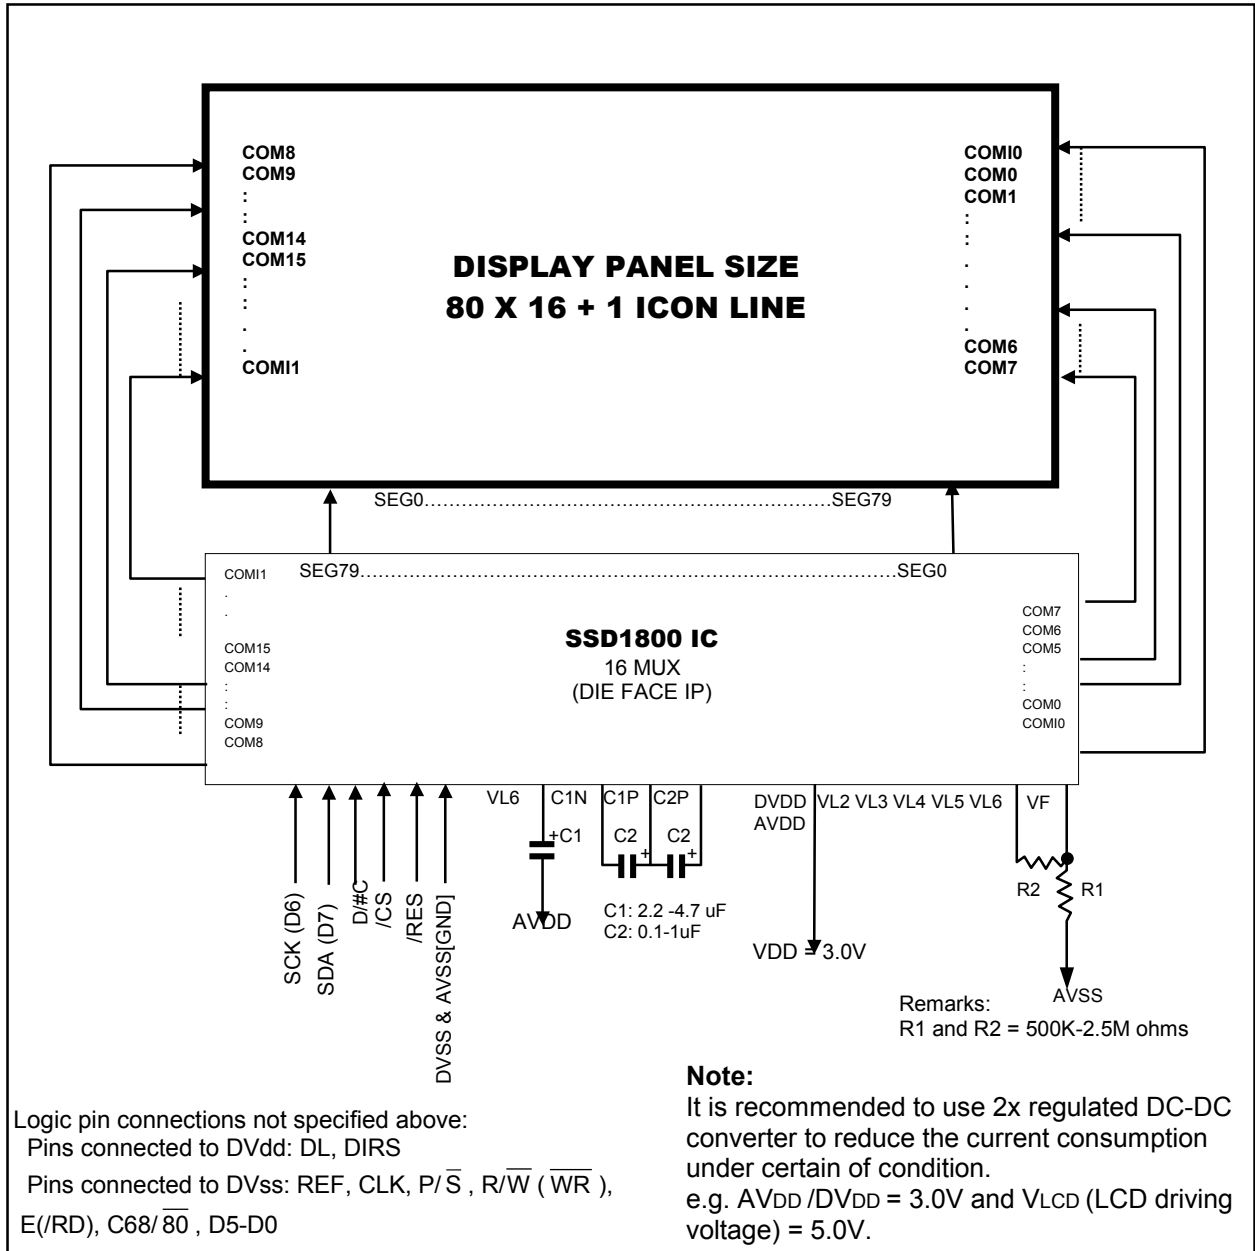 COM8
COM9
:
:
COM14
COM15
:
:
.
.
COMI1
DISPLAY PANEL SIZE
80 X 16 + 1 ICON LINE
COMI0
COM0
COM1
:
:
.
.
.
.
COM6
COM7
SEG0..................................................................SEG79
SEG79.......................................................................................SEG0
COMI1
.
.
COM15
COM14
:
:
COM9
COM8
SSD1800 IC
16 MUX
(DIE FACE IP)
COM7
COM6
COM5
:
:
COM0
COMI0
VL6 C1N C1P C2P DVDD VL2 VL3 VL4 VL5 VL6 VF
AVDD
+C1 C2 + C2 +
SCK (D6)
SDA (D7)
D/#C
/CS
/RES
DVSS & AVSS[GND]
AVDD
C1: 2.2 -4.7 uF
C2: 0.1-1uF
VDD = 3.0V
R2 R1
AVSS
Remarks:
R1 and R2 = 500K-2.5M ohms
Logic pin connections not specified above:
Pins connected to DVdd: DL, DIRS
Pins connected to DVss: REF, CLK, P/ S̅ , R/W̅ ( W̅R̅ ),
E(/RD), C68/ 8̅0̅ , D5-D0
Note:
It is recommended to use 2x regulated DC-DC
converter to reduce the current consumption
under certain of condition.
e.g. AVDD /DVDD = 3.0V and VLCD (LCD driving
voltage) = 5.0V.